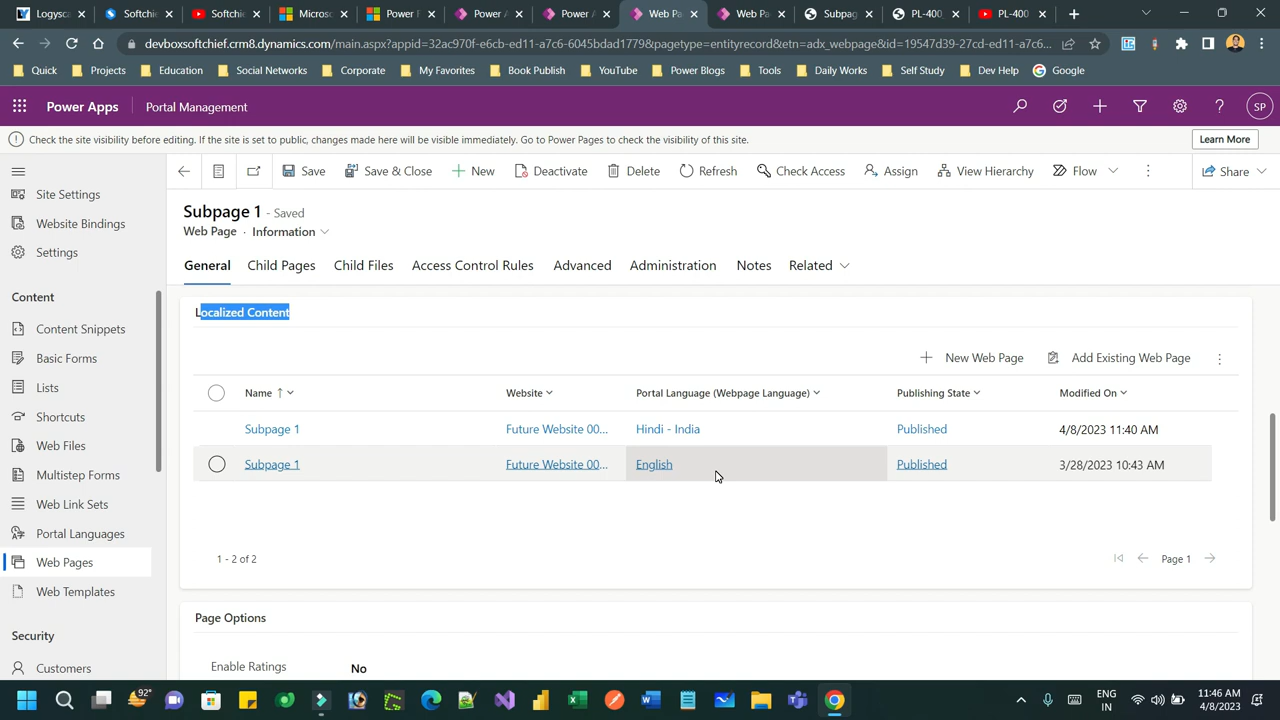 Logysca
Softchie
Softchie
Micros
Power F
Power A
Power A
Web Pa
Web Pa
Subpag
PL-400
PL-400
devboxsoftchief.crm8.dynamics.com/main.aspx?appid=32ac970f-e6cb-ed11-a7c6-6045bdad1779&pagetype=entityrecord&etn=adx_webpage&id=19547d39-27cd-ed11-a7c6...
Quick
Projects
Education
Social Networks
Corporate
My Favorites
Book Publish
YouTube
Power Blogs
Tools
Daily Works
Self Study
Dev Help
Google
Power Apps
Portal Management
SP
Check the site visibility before editing. If the site is set to public, changes made here will be visible immediately. Go to Power Pages to check the visibility of this site.
Learn More
Save
Save & Close
New
Deactivate
Delete
Refresh
Check Access
Assign
View Hierarchy
Flow
Share
Site Settings
Website Bindings
Settings
Content
Content Snippets
Basic Forms
Lists
Shortcuts
Web Files
Multistep Forms
Web Link Sets
Portal Languages
Web Pages
Web Templates
Security
Customers
Subpage 1 - Saved
Web Page · Information
General
Child Pages
Child Files
Access Control Rules
Advanced
Administration
Notes
Related
Localized Content
New Web Page
Add Existing Web Page
Name
Website
Portal Language (Webpage Language)
Publishing State
Modified On
Subpage 1
Future Website 00...
Hindi - India
Published
4/8/2023 11:40 AM
Subpage 1
Future Website 00...
English
Published
3/28/2023 10:43 AM
1 - 2 of 2
Page 1
Page Options
Enable Ratings
No
92°
ENG
IN
11:46 AM
4/8/2023